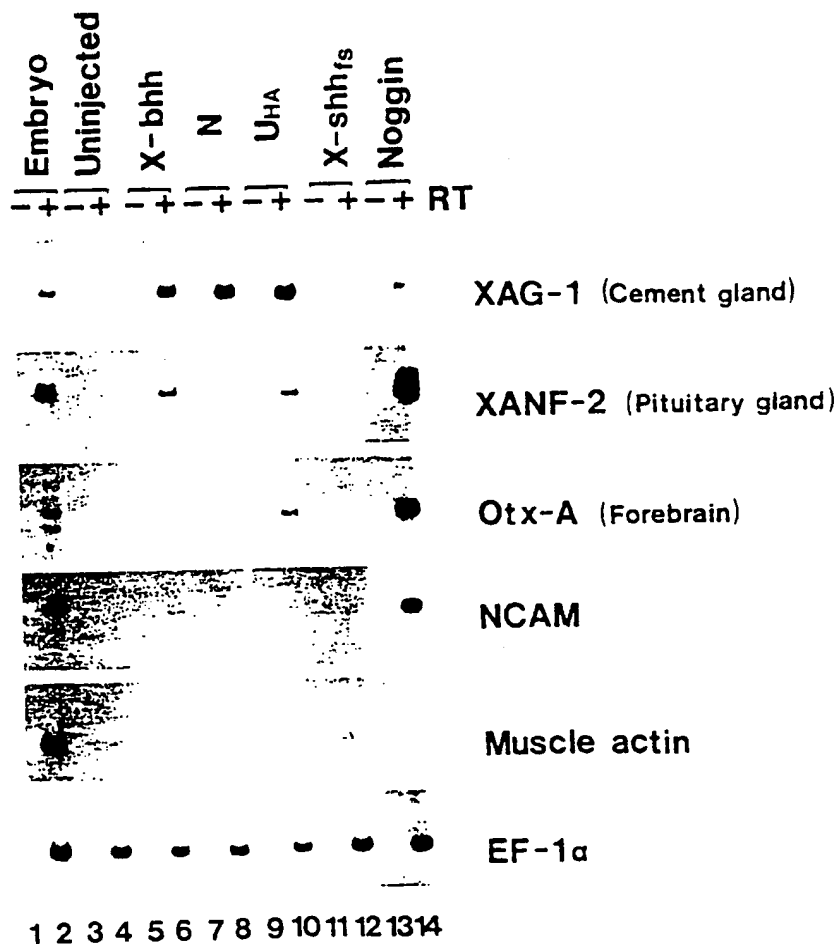 Embryo
Uninjected
X-bhh
N
UHA
X-shhfs
Noggin
- + - + - + - + - + - + - + RT
XAG-1 (Cement gland)
XANF-2 (Pituitary gland)
Otx-A (Forebrain)
NCAM
Muscle actin
EF-1α
1 2 3 4 5 6 7 8 9 10 11 12 13 14